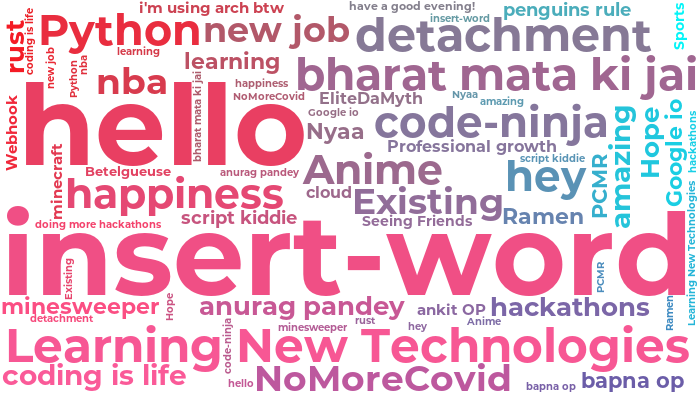 i'm using arch btw
have a good evening!
penguins rule
insert-word
Sports
rust
coding is life
Python
new job
detachment
new job
learning
Python
nba
learning
bharat mata ki jai
nba
happiness
NoMoreCovid
EliteDaMyth
Nyaa
amazing
Webhook
hello
bharat mata ki jai
Google io
Nyaa
code-ninja
amazing
Hope
Google io
hackathons
Professional growth
minecraft
Betelgueuse
anurag pandey
Anime
script kiddie
hey
PCMR
happiness
cloud
Existing
script kiddie
Seeing Friends
Ramen
Learning New Technologies
doing more hackathons
insert-word
Existing
PCMR
minesweeper
Hope
anurag pandey
ankit OP
hackathons
Ramen
detachment
code-ninja
minesweeper
rust
hey
Anime
Learning New Technologies
coding is life
hello
NoMoreCovid
bapna op
bapna op